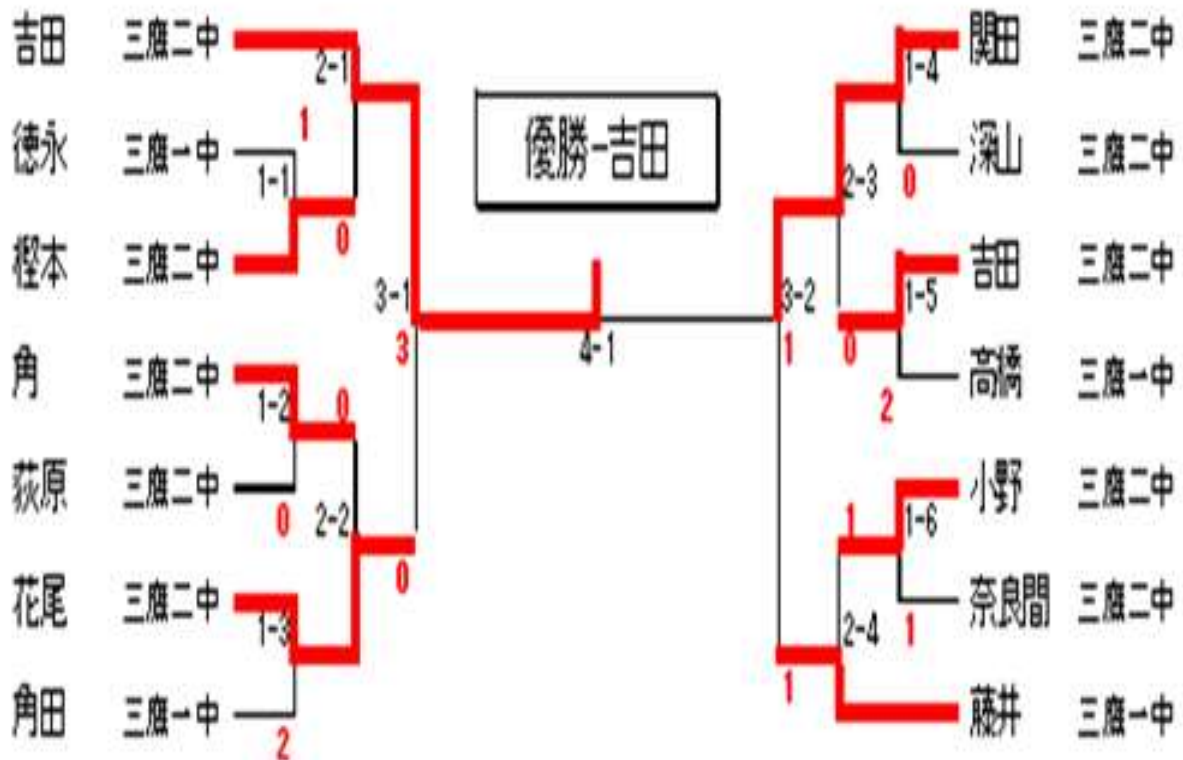 吉田 三鷹二中
徳永 三鷹一中
樫本 三鷹二中
角 三鷹二中
荻原 三鷹二中
花尾 三鷹二中
角田 三鷹一中
2-1
1
1-1
0
3-1
3
1-2
0
0
2-2
0
1-3
2
優勝-吉田
4-1
関田 三鷹二中
深山 三鷹二中
吉田 三鷹二中
高橋 三鷹一中
小野 三鷹二中
奈良間 三鷹二中
藤井 三鷹一中
1-4
2-3
0
1-5
3-2
1
0
2
1
1-6
2-4
1
1